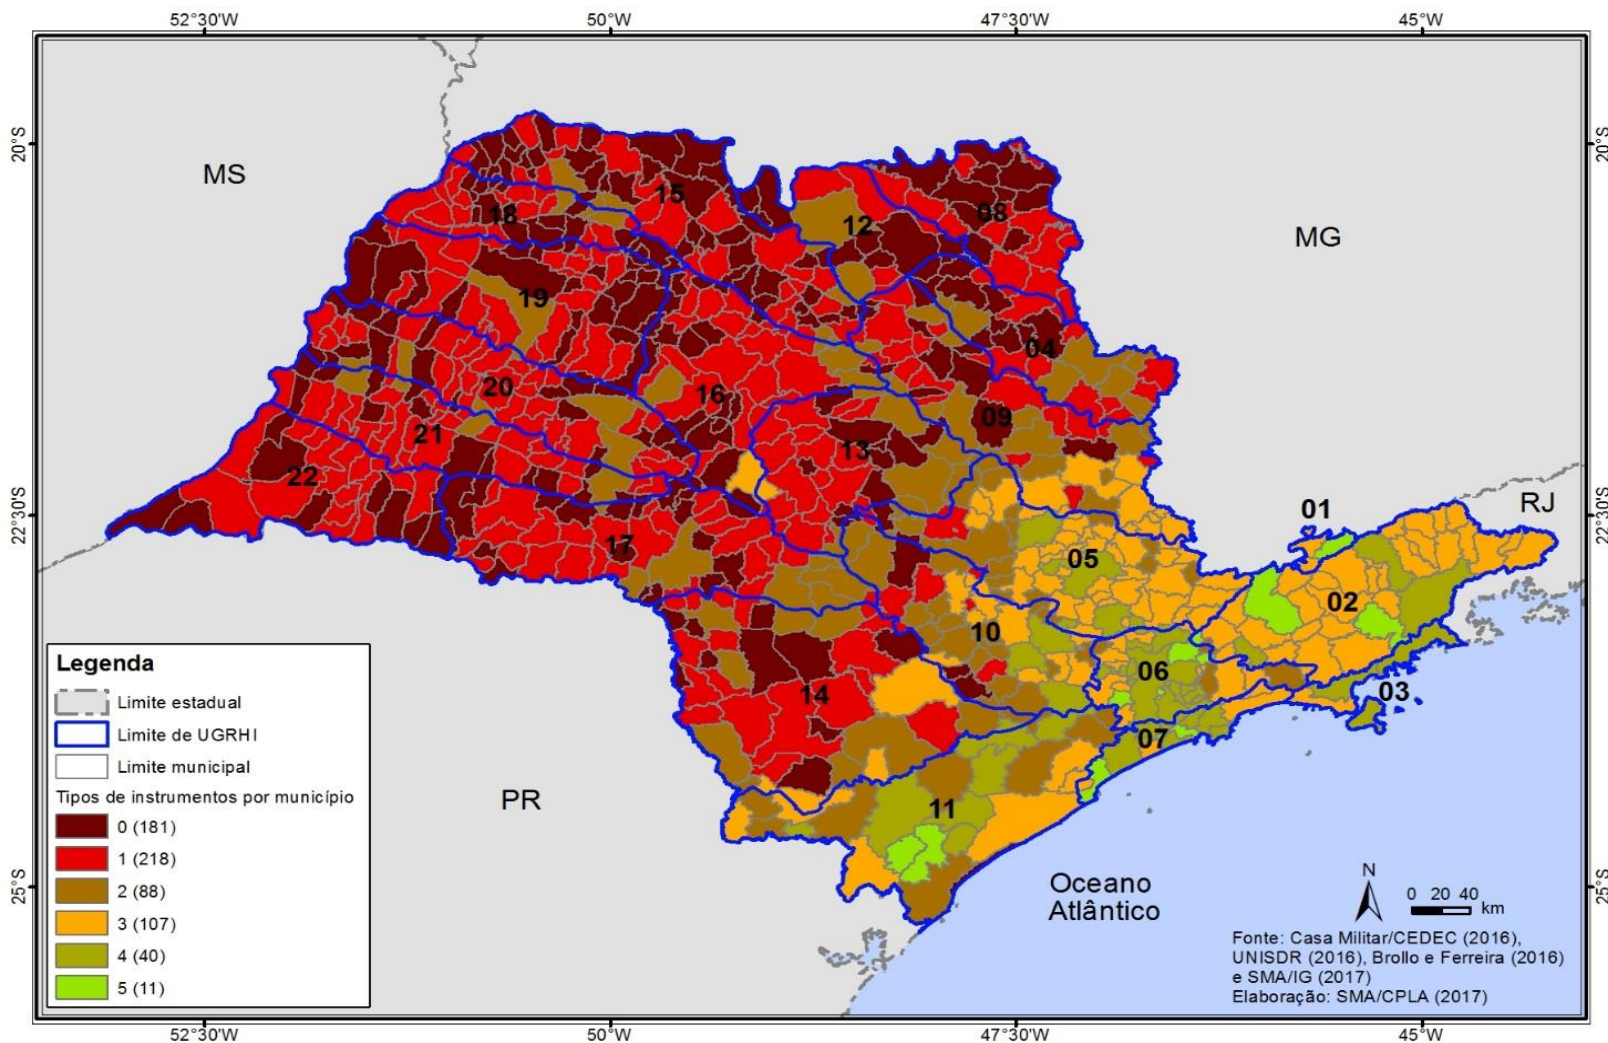 52°30'W 50°W 47°30'W 45°W
20°S 20°S
MS
MG
15
18
12
08
19
04
20
16
21
09
13
22
22°30'S 22°30'S
01
RJ
17
05
02
10
06
03
14
07
11
PR
Legenda
Limite estadual
Limite de UGRHI
Limite municipal
Tipos de instrumentos por município
0 (181)
1 (218)
2 (88)
3 (107)
4 (40)
5 (11)
25°S 25°S
Oceano
Atlântico
N
0 20 40
km
Fonte: Casa Militar/CEDEC (2016),
UNISDR (2016), Brollo e Ferreira (2016)
e SMA/IG (2017)
Elaboração: SMA/CPLA (2017)
52°30'W 50°W 47°30'W 45°W